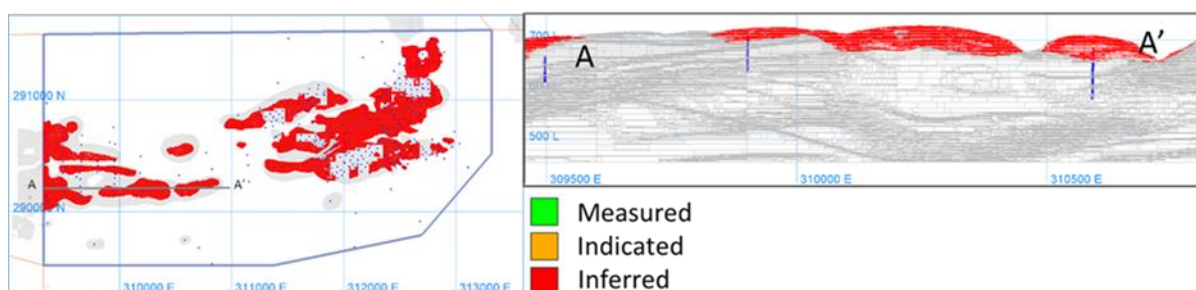 291000 N
290000 N
A
A'
310000 E
311000 E
312000 E
313000 E
700 L
A
A'
500 L
309500 E
310000 E
310500 E
Measured
Indicated
Inferred